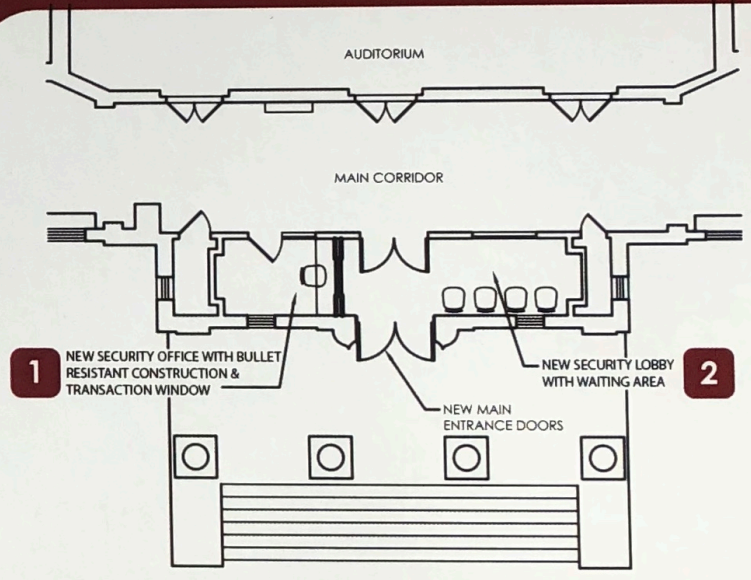 AUDITORIUM
MAIN CORRIDOR
1
NEW SECURITY OFFICE WITH BULLET
RESISTANT CONSTRUCTION &
TRANSACTION WINDOW
NEW SECURITY LOBBY
WITH WAITING AREA
2
NEW MAIN
ENTRANCE DOORS